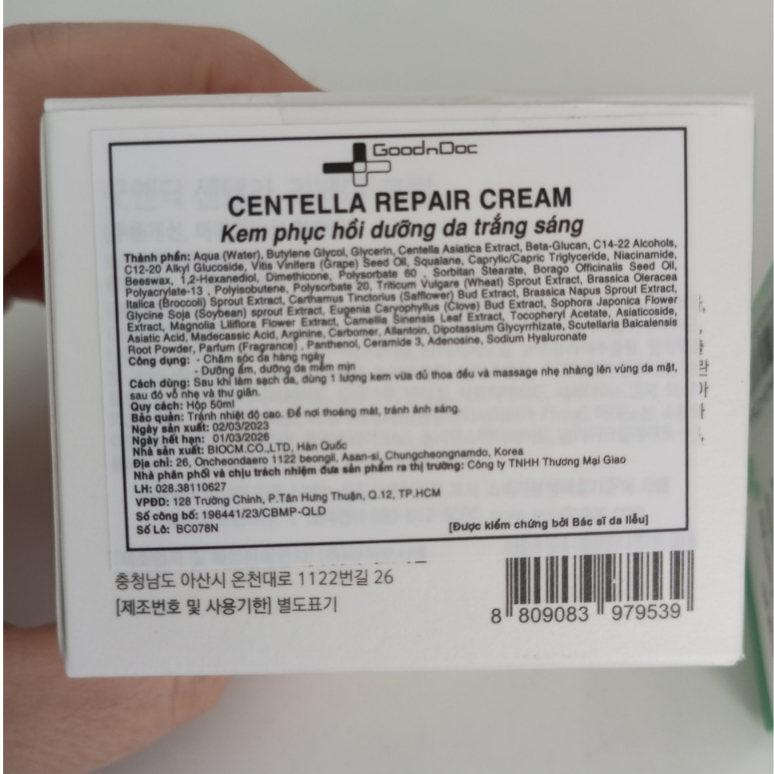 GoodnDoc
CENTELLA REPAIR CREAM
Kem phục hồi dưỡng da trắng sáng
Thành phần: Aqua (Water), Butylene Glycol, Glycerin, Centella Asiatica Extract, Beta-Glucan, C14-22 Alcohols,
C12-20 Alkyl Glucoside, Vitis Vinifera (Grape) Seed Oil, Squalane, Caprylic/Capric Triglyceride, Niacinamide,
Beeswax, 1,2-Hexanediol, Dimethicone, Polysorbate 60 , Sorbitan Stearate, Borago Officinalis Seed Oil,
Polyacrylate-13 , Polyisobutene, Polysorbate 20, Triticum Vulgare (Wheat) Sprout Extract, Brassica Oleracea
Italica (Broccoli) Sprout Extract, Carthamus Tinctorius (Safflower) Bud Extract, Brassica Napus Sprout Extract,
Glycine Soja (Soybean) sprout Extract, Eugenia Caryophyllus (Clove) Bud Extract, Sophora Japonica Flower
Extract, Magnolia Liliflora Flower Extract, Camellia Sinensis Leaf Extract, Tocopheryl Acetate, Asiaticoside,
Asiatic Acid, Madecassic Acid, Arginine, Carbomer, Allantoin, Dipotassium Glycyrrhizate, Scutellaria Baicalensis
Root Powder, Parfum (Fragrance) , Panthenol, Ceramide 3, Adenosine, Sodium Hyaluronate
Công dụng: - Chăm sóc da hàng ngày
- Dưỡng ẩm, dưỡng da mềm mịn
Cách dùng: Sau khi làm sạch da, dùng 1 lượng kem vừa đủ thoa đều và massage nhẹ nhàng lên vùng da mặt,
sau đó vỗ nhẹ và thư giãn.
Quy cách: Hộp 50ml
Bảo quản: Tránh nhiệt độ cao. Để nơi thoáng mát, tránh ánh sáng.
Ngày sản xuất: 02/03/2023
Ngày hết hạn: 01/03/2026
Nhà sản xuất: BIOCM.CO.,LTD, Hàn Quốc
Địa chỉ: 26, Oncheondaero 1122 beongil, Asan-si, Chungcheongnamdo, Korea
Nhà phân phối và chịu trách nhiệm đưa sản phẩm ra thị trường: Công ty TNHH Thương Mại Giao
LH: 028.38110627
VPĐD: 128 Trường Chinh, P.Tân Hưng Thuận, Q.12, TP.HCM
Số công bố: 196441/23/CBMP-QLD
Số Lô: BC078N
[Được kiểm chứng bởi Bác sĩ da liễu]
충청남도 아산시 온천대로 1122번길 26
[제조번호 및 사용기한] 별도표기
8 809083 979539